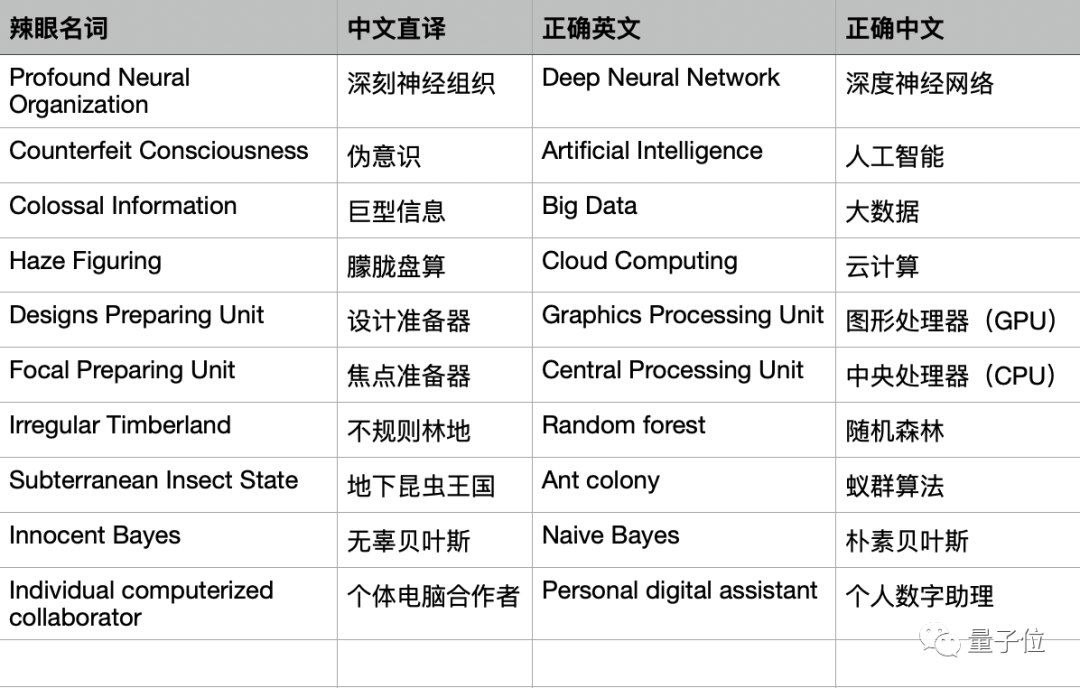 辣眼名词 中文直译 正确英文 正确中文
Profound Neural
Organization 深刻神经组织 Deep Neural Network 深度神经网络
Counterfeit Consciousness 伪意识 Artificial Intelligence 人工智能
Colossal Information 巨型信息 Big Data 大数据
Haze Figuring 朦胧盘算 Cloud Computing 云计算
Designs Preparing Unit 设计准备器 Graphics Processing Unit 图形处理器（GPU）
Focal Preparing Unit 焦点准备器 Central Processing Unit 中央处理器（CPU）
Irregular Timberland 不规则林地 Random forest 随机森林
Subterranean Insect State 地下昆虫王国 Ant colony 蚁群算法
Innocent Bayes 无辜贝叶斯 Naive Bayes 朴素贝叶斯
Individual computerized
collaborator 个体电脑合作者 Personal digital assistant 个人数字助理
量子位